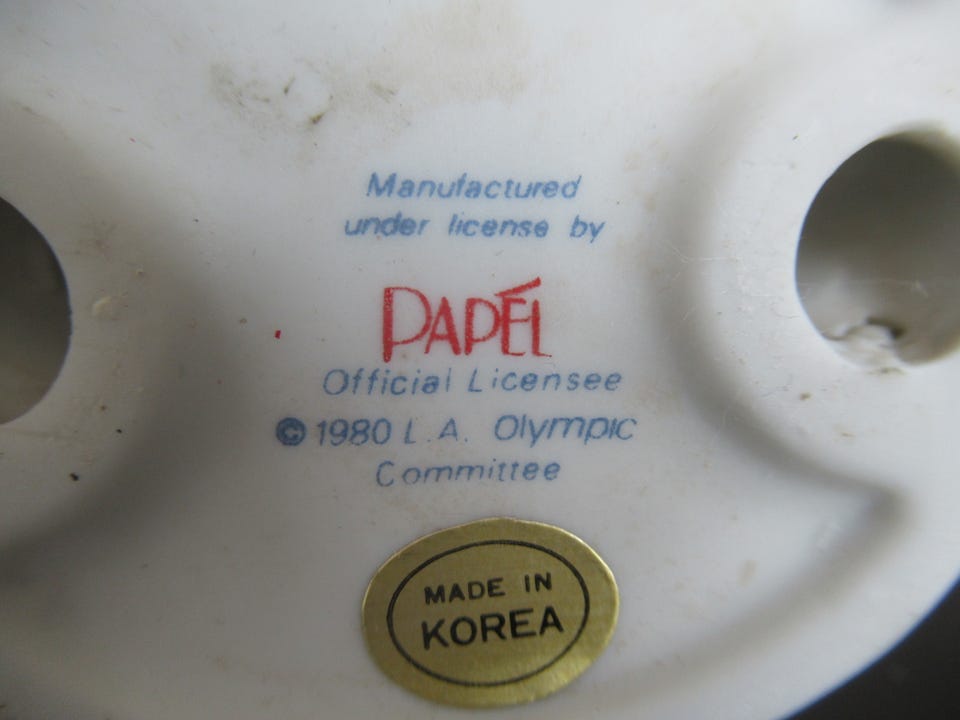 Manufactured
under license by
PAPÉL
Official Licensee
© 1980 L.A. Olympic
Committee
MADE IN
KOREA